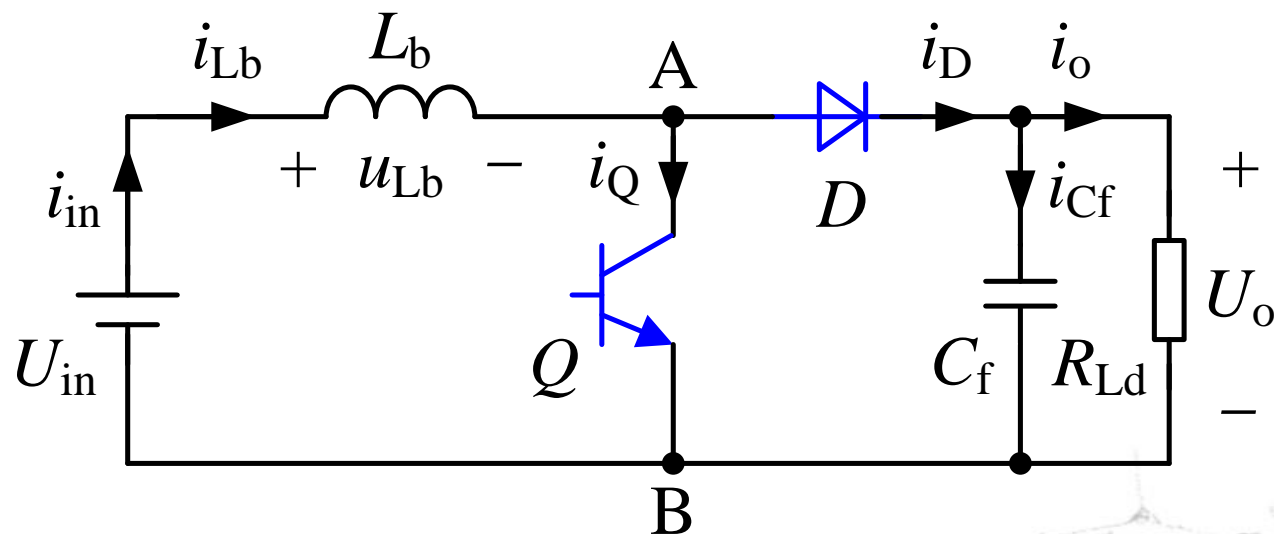 i_Lb
L_b
A
i_D
i_o
+ u_Lb −
i_Q
i_in
D
i_Cf
+
U_in
Q
C_f
R_Ld
U_o
−
B